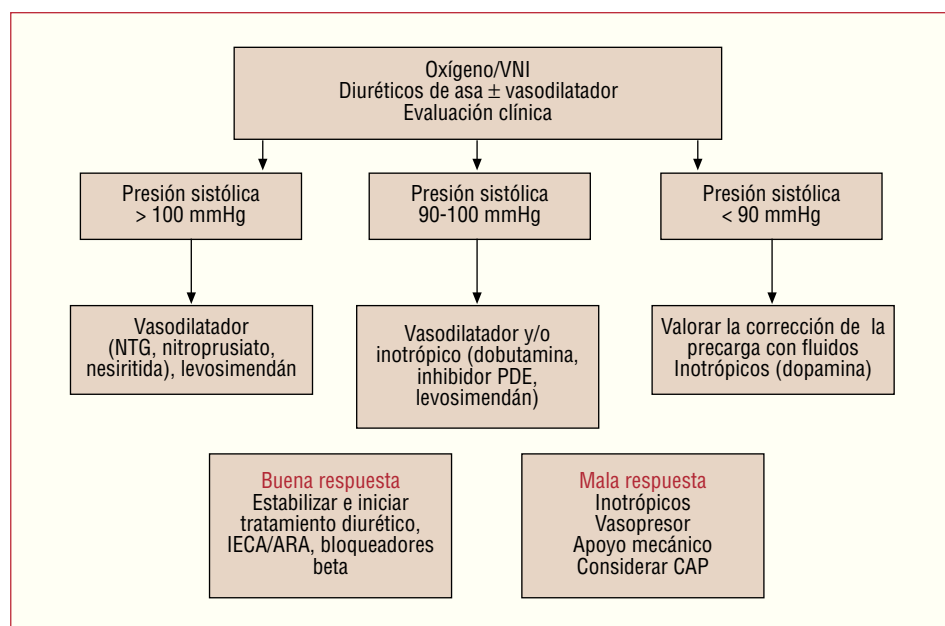 Oxígeno/VNI
Diuréticos de asa ± vasodilatador
Evaluación clínica
Presión sistólica
> 100 mmHg
Presión sistólica
90-100 mmHg
Presión sistólica
< 90 mmHg
Vasodilatador
(NTG, nitroprusiato,
nesiritida), levosimendán
Vasodilatador y/o
inotrópico (dobutamina,
inhibidor PDE,
levosimendán)
Valorar la corrección de la
precarga con fluidos
Inotrópicos (dopamina)
Buena respuesta
Estabilizar e iniciar
tratamiento diurético,
IECA/ARA, bloqueadores
beta
Mala respuesta
Inotrópicos
Vasopresor
Apoyo mecánico
Considerar CAP